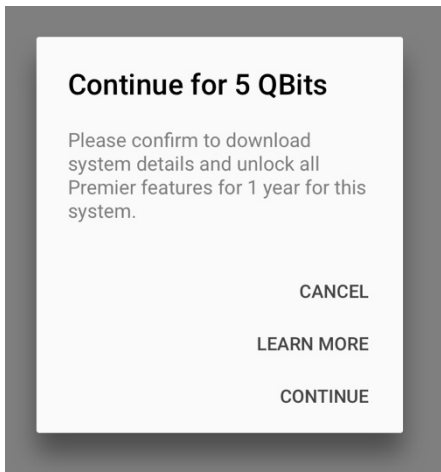 Continue for 5 QBits
Please confirm to download
system details and unlock all
Premier features for 1 year for this
system.
CANCEL
LEARN MORE
CONTINUE